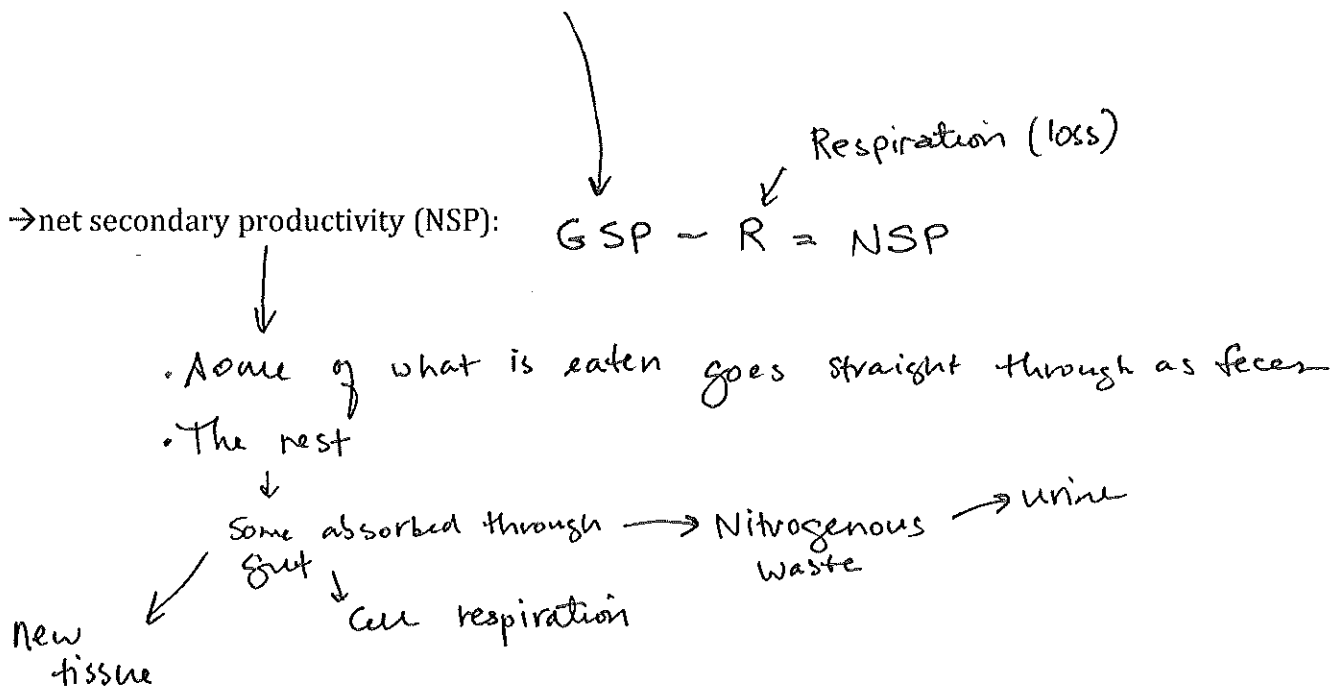 Respiration (loss)
→net secondary productivity (NSP): GSP - R = NSP
· Some of what is eaten goes straight through as feces
· The rest
some absorbed through → Nitrogenous → urine
gut waste
Cell respiration
new
tissue